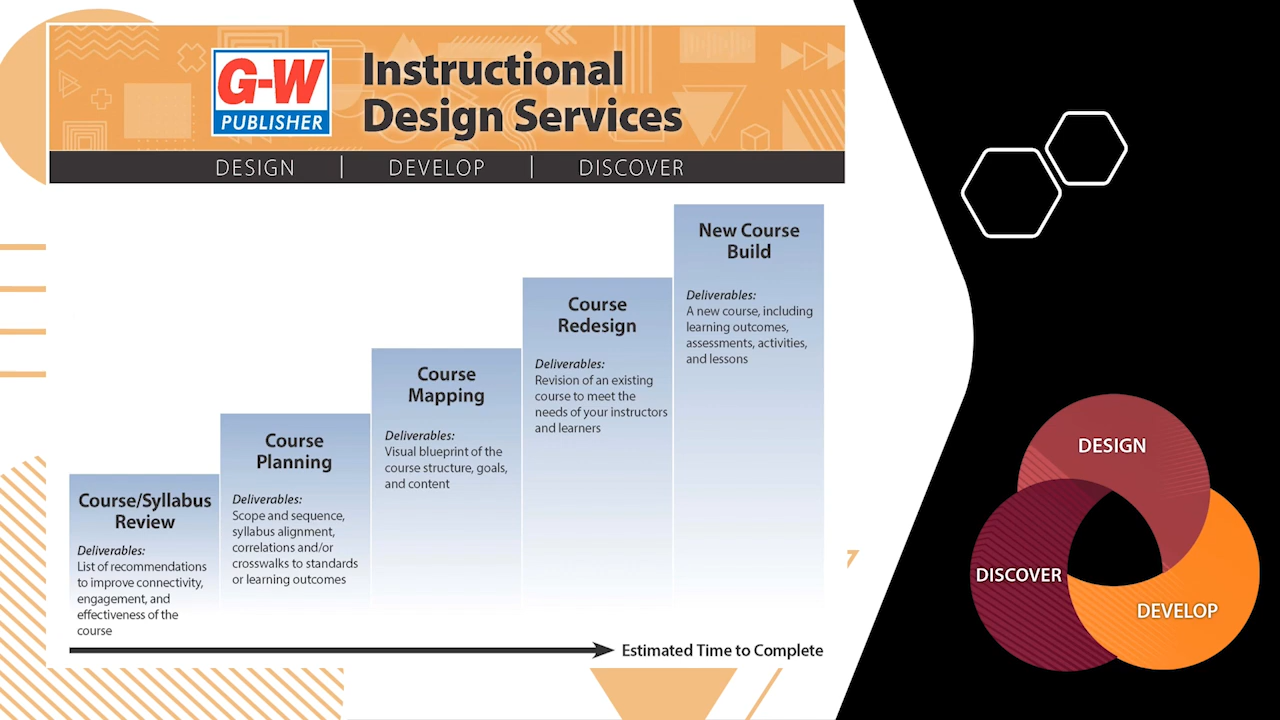 G-W
PUBLISHER
Instructional
Design Services
DESIGN | DEVELOP | DISCOVER
Course/Syllabus
Review
Deliverables:
List of recommendations
to improve connectivity,
engagement, and
effectiveness of the
course
Course
Planning
Deliverables:
Scope and sequence,
syllabus alignment,
correlations and/or
crosswalks to standards
or learning outcomes
Course
Mapping
Deliverables:
Visual blueprint of the
course structure, goals,
and content
Course
Redesign
Deliverables:
Revision of an existing
course to meet the
needs of your instructors
and learners
New Course
Build
Deliverables:
A new course, including
learning outcomes,
assessments, activities,
and lessons
Estimated Time to Complete
DESIGN
DISCOVER
DEVELOP